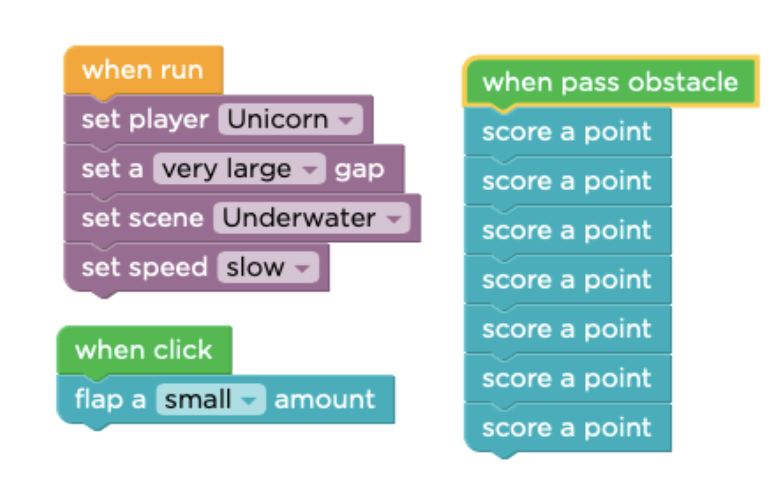 when run
set player Unicorn
set a very large gap
set scene Underwater
set speed slow
when click
flap a small amount
when pass obstacle
score a point
score a point
score a point
score a point
score a point
score a point
score a point